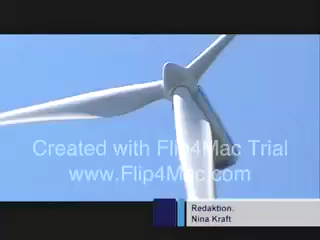 Created with Flip4Mac Trial
www.Flip4Mac.com
Redaktion.
Nina Kraft